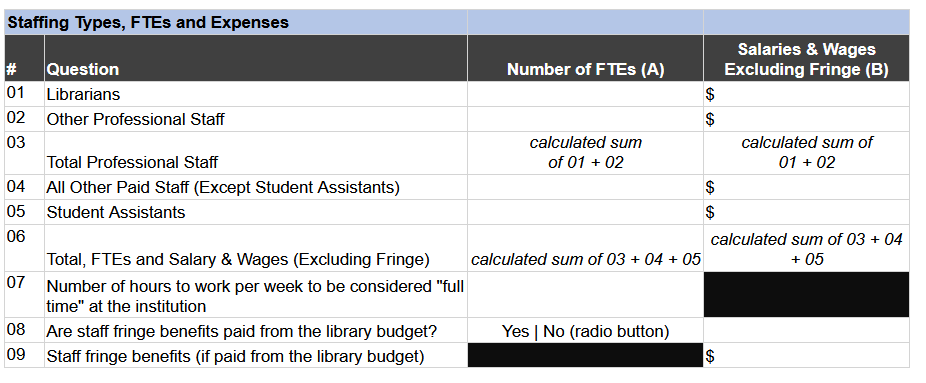 Staffing Types, FTEs and Expenses
# Question Number of FTEs (A) Salaries & Wages
Excluding Fringe (B)
01 Librarians $
02 Other Professional Staff $
03 calculated sum calculated sum of
Total Professional Staff of 01 + 02 01 + 02
04 All Other Paid Staff (Except Student Assistants) $
05 Student Assistants $
06 calculated sum of 03 + 04
Total, FTEs and Salary & Wages (Excluding Fringe) calculated sum of 03 + 04 + 05 + 05
07 Number of hours to work per week to be considered "full
time" at the institution
08 Are staff fringe benefits paid from the library budget? Yes | No (radio button)
09 Staff fringe benefits (if paid from the library budget) $